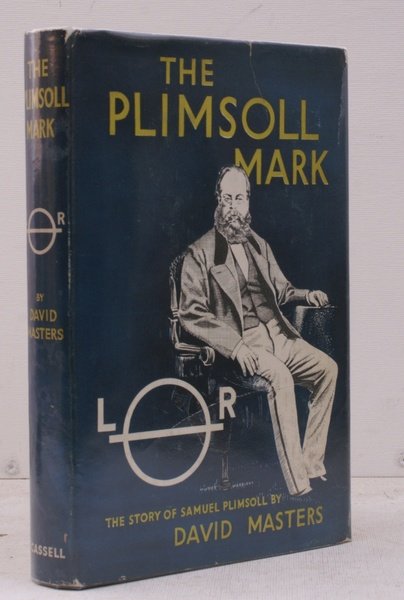 THE
PLIMSOLL
MARK
L R
THE STORY OF SAMUEL PLIMSOLL BY
DAVID MASTERS
THE
PLIMSOLL
MARK
R
BY
DAVID
MASTERS
CASSELL